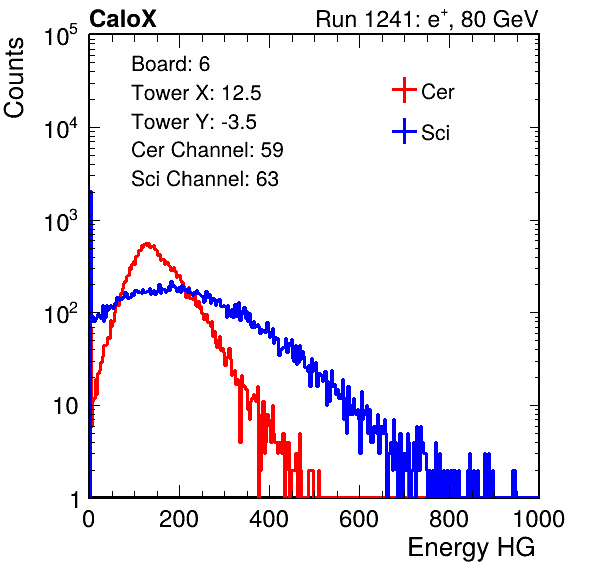 CaloX Run 1241: e⁺, 80 GeV
Counts
Board: 6
Tower X: 12.5
Tower Y: -3.5
Cer Channel: 59
Sci Channel: 63
Cer
Sci
10⁵
10⁴
10³
10²
10
1
0 200 400 600 800 1000
Energy HG